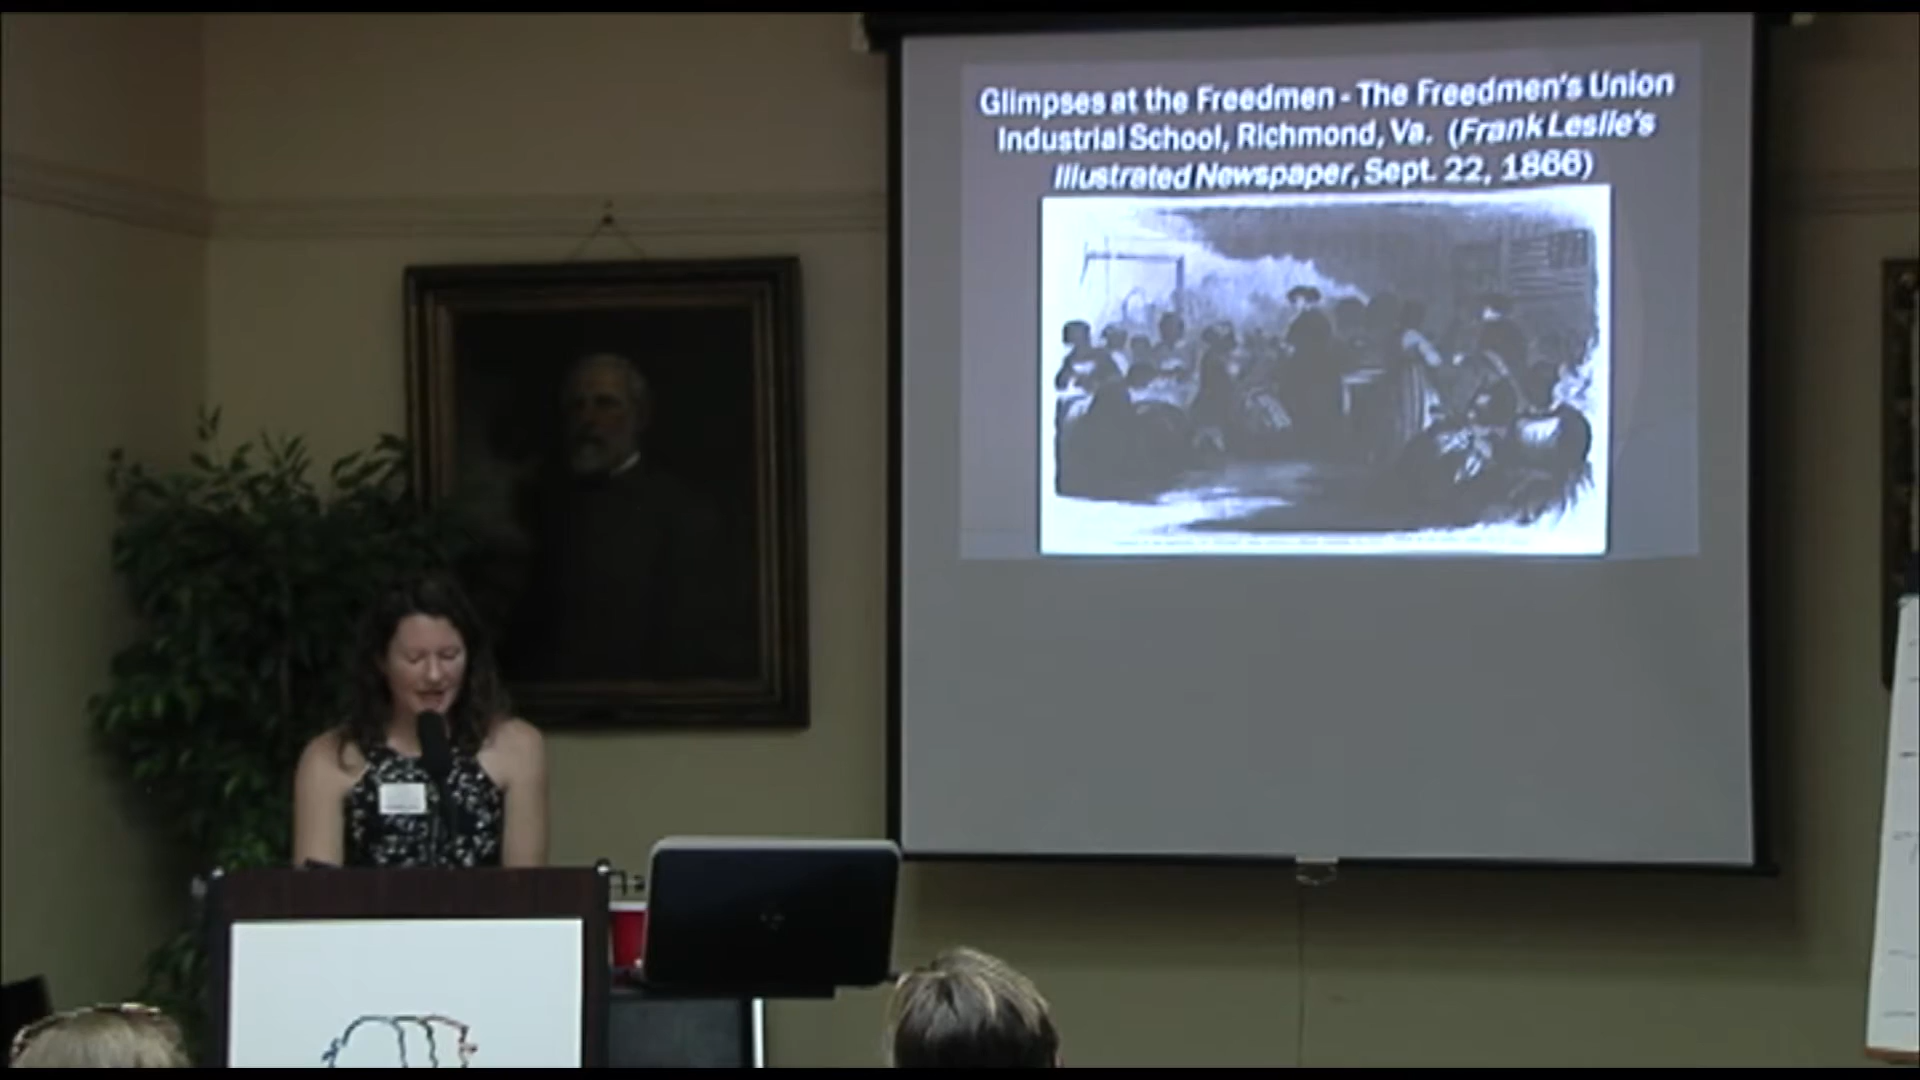 Glimpses at the Freedmen - The Freedmen's Union
Industrial School, Richmond, Va. (Frank Leslie's
Illustrated Newspaper, Sept. 22, 1866)